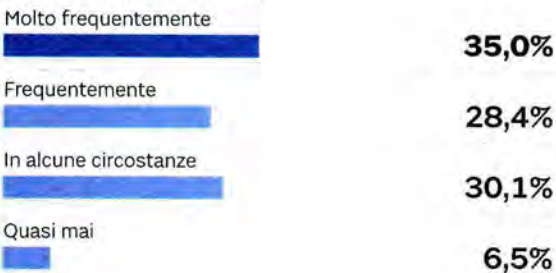 Molto frequentemente
35,0%
Frequentemente
28,4%
In alcune circostanze
30,1%
Quasi mai
6,5%